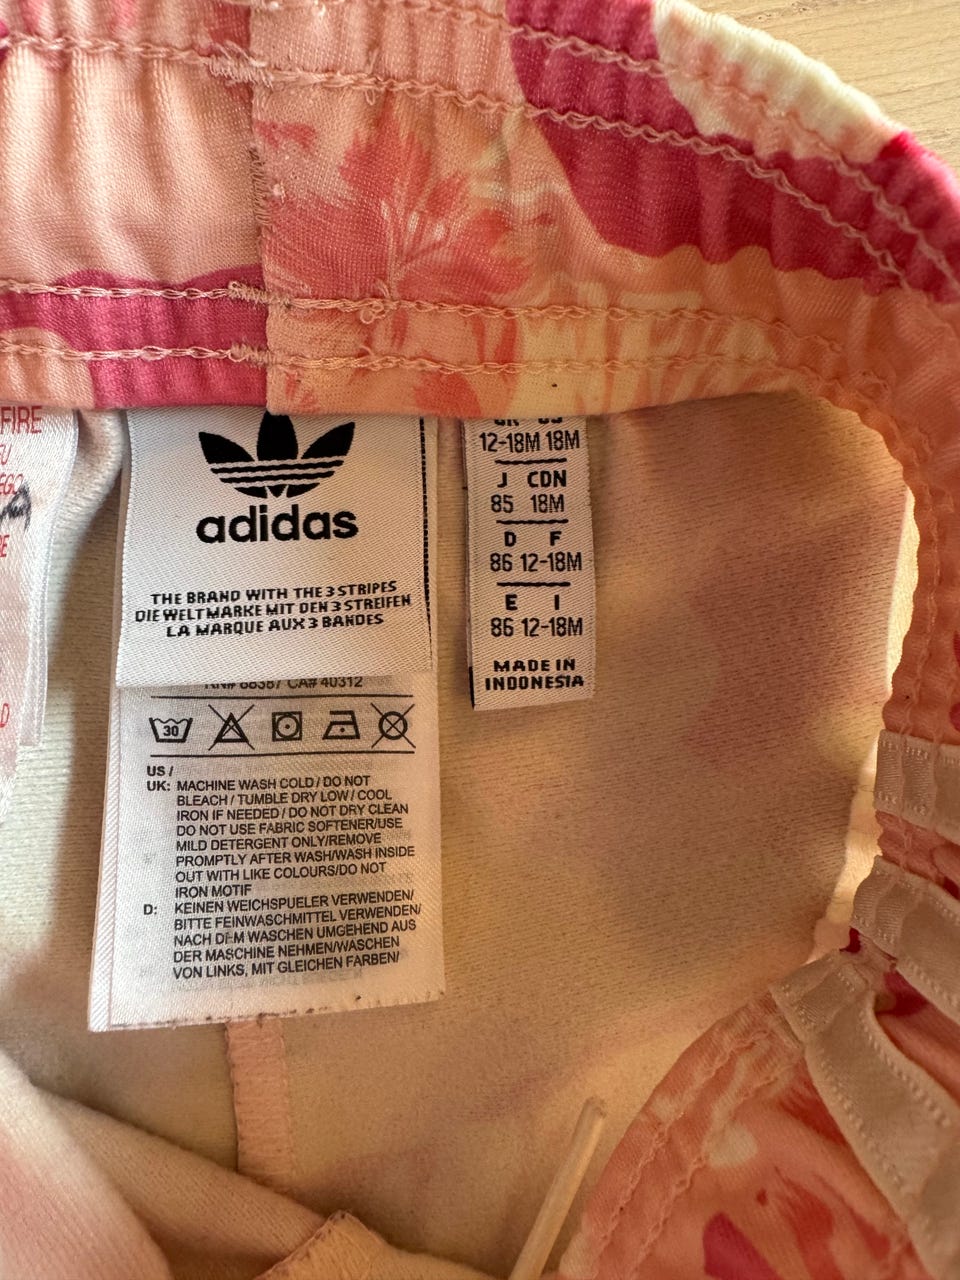 FIRE
adidas
THE BRAND WITH THE 3 STRIPES
DIE WELTMARKE MIT DEN 3 STREIFEN
LA MARQUE AUX 3 BANDES
RN# 88387 CA# 40312
30
US /
UK: MACHINE WASH COLD / DO NOT
BLEACH / TUMBLE DRY LOW / COOL
IRON IF NEEDED / DO NOT DRY CLEAN
DO NOT USE FABRIC SOFTENER/USE
MILD DETERGENT ONLY/REMOVE
PROMPTLY AFTER WASH/WASH INSIDE
OUT WITH LIKE COLOURS/DO NOT
IRON MOTIF
D: KEINEN WEICHSPUELER VERWENDEN/
BITTE FEINWASCHMITTEL VERWENDEN/
NACH DEM WASCHEN UMGEHEND AUS
DER MASCHINE NEHMEN/WASCHEN
VON LINKS, MIT GLEICHEN FARBEN/
UK US
12-18M 18M
J CDN
85 18M
D F
86 12-18M
E I
86 12-18M
MADE IN
INDONESIA